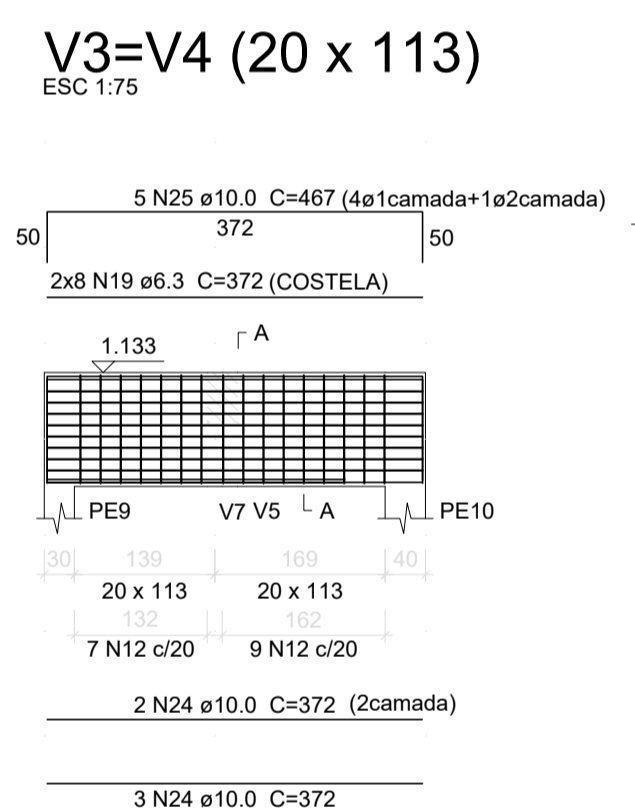 V3=V4 (20 x 113)
ESC 1:75
5 N25 ø10.0 C=467 (4ø1camada+1ø2camada)
50 372 50
2x8 N19 ø6.3 C=372 (COSTELA)
1.133 A
PE9 V7 V5 A PE10
30 139 169 40
20 x 113 20 x 113
132 162
7 N12 c/20 9 N12 c/20
2 N24 ø10.0 C=372 (2camada)
3 N24 ø10.0 C=372